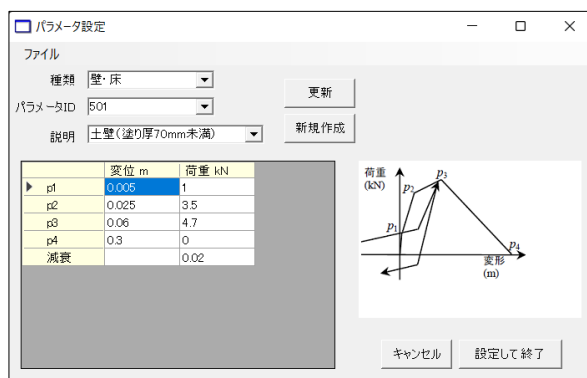 パラメータ設定
ファイル
種類 壁・床
更新
パラメータID 501
新規作成
説明 土壁(塗り厚70mm未満)
変位 m 荷重 kN
p1 0.005 1
p2 0.025 3.5
p3 0.06 4.7
p4 0.3 0
減衰 0.02
荷重
(kN)
p3
p2
p1
p4
変形
(m)
キャンセル 設定して終了